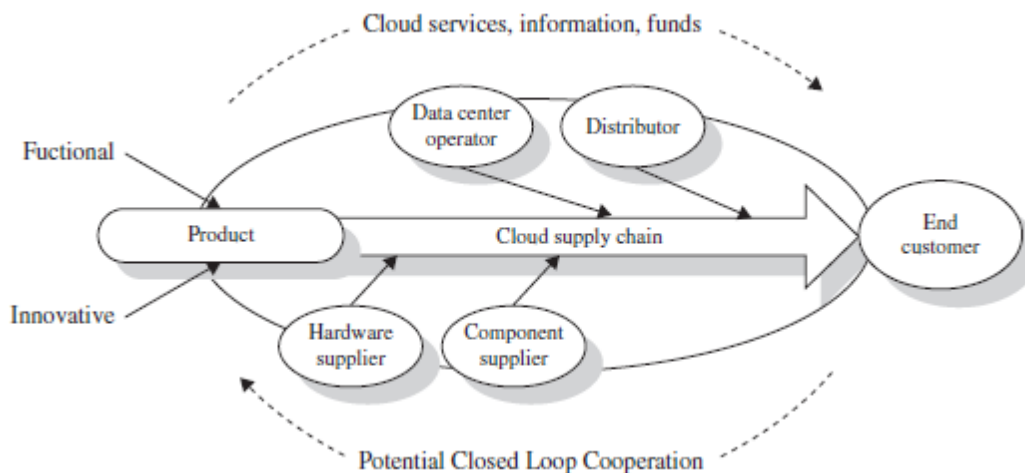 Cloud services, information, funds
Data center
operator
Distributor
Fuctional
Product
Cloud supply chain
End
customer
Innovative
Hardware
supplier
Component
supplier
Potential Closed Loop Cooperation